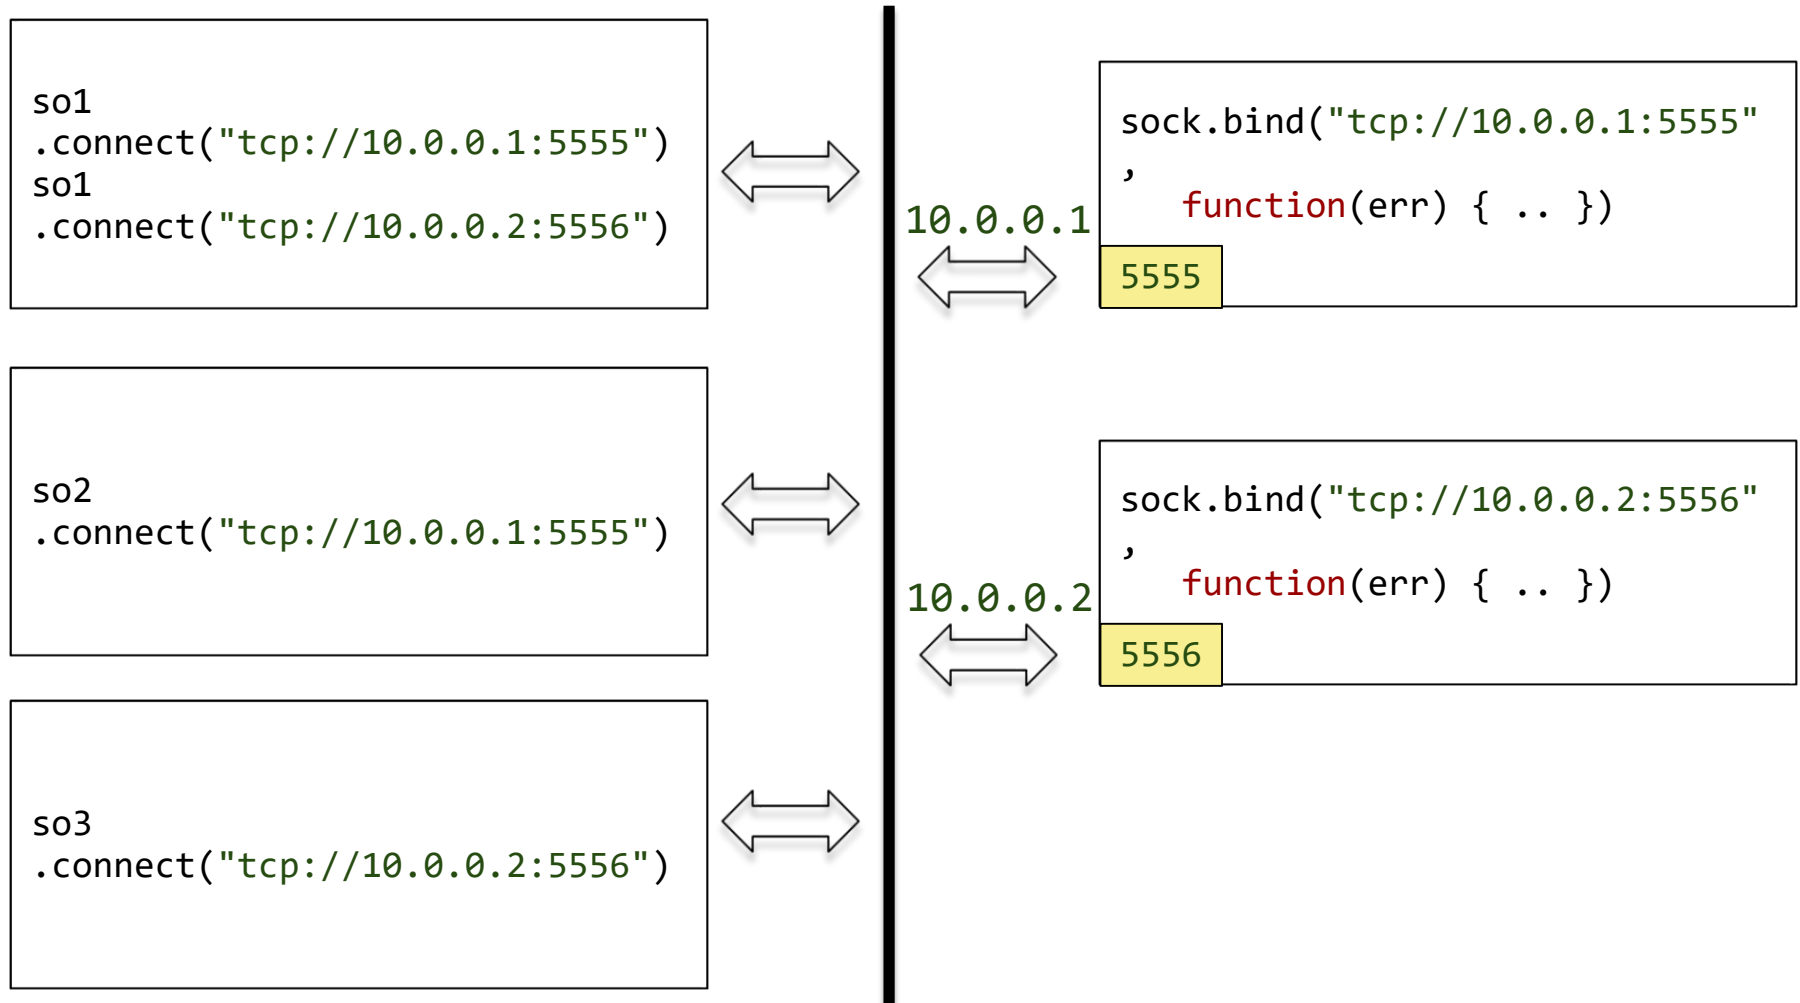 so1
.connect("tcp://10.0.0.1:5555")
so1
.connect("tcp://10.0.0.2:5556")
so2
.connect("tcp://10.0.0.1:5555")
so3
.connect("tcp://10.0.0.2:5556")
10.0.0.1
sock.bind("tcp://10.0.0.1:5555"
,
function(err) { .. })
5555
10.0.0.2
sock.bind("tcp://10.0.0.2:5556"
,
function(err) { .. })
5556